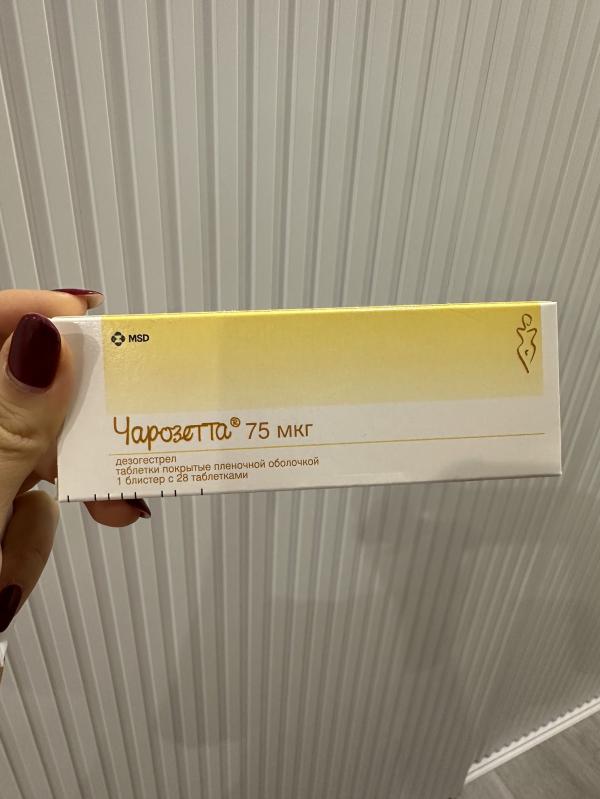 MSD
Чарозетта® 75 мкг
дезогестрел
таблетки покрытые пленочной оболочкой
1 блистер с 28 таблетками